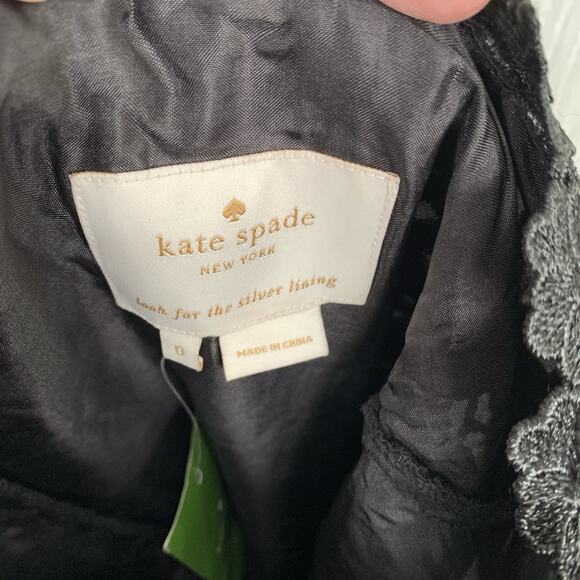 kate spade
NEW YORK
look for the silver lining
0
MADE IN CHINA